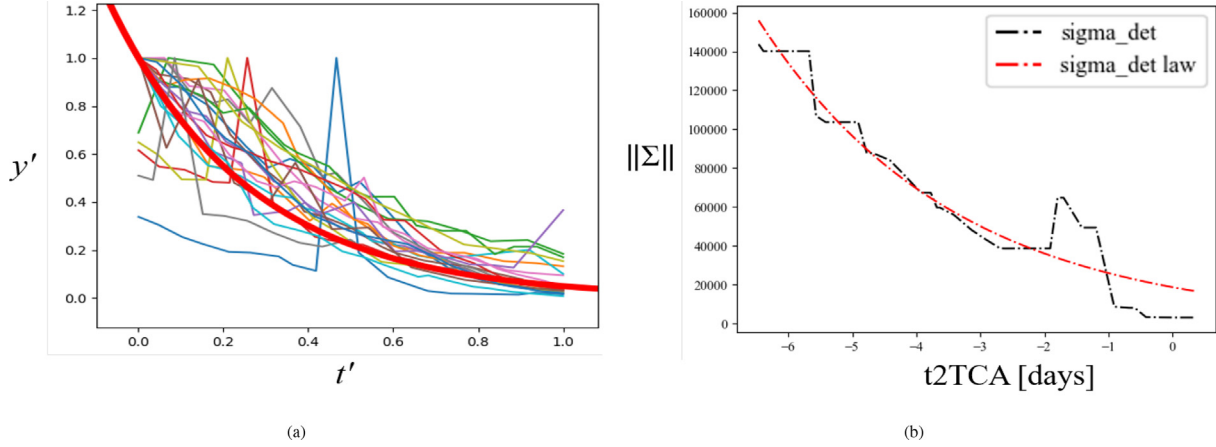 1.2
1.0
0.8
0.6
0.4
0.2
0.0
y′
0.0 0.2 0.4 0.6 0.8 1.0
t′
(a)
160000
140000
120000
100000
80000
60000
40000
20000
0
||Σ||
sigma_det
sigma_det law
−6 −5 −4 −3 −2 −1 0
t2TCA [days]
(b)